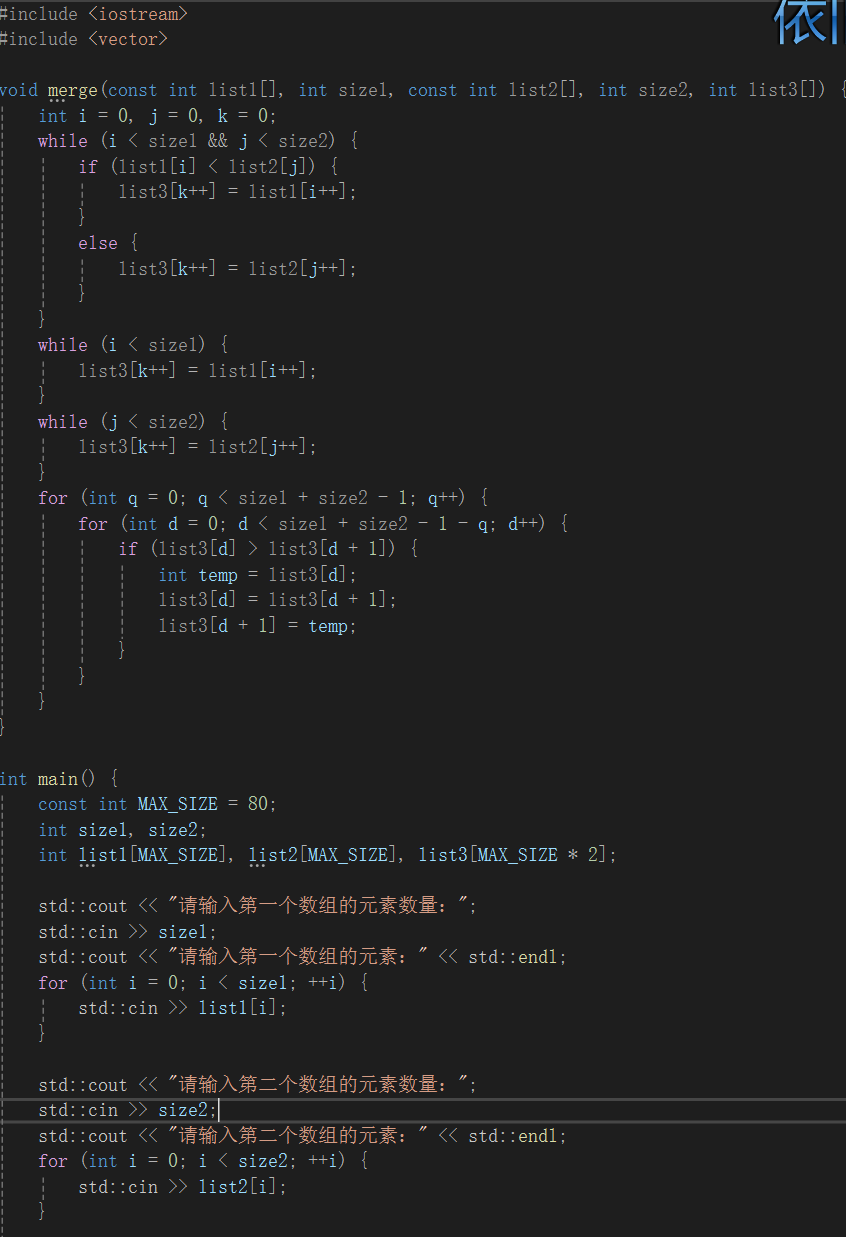 #include <iostream>
依
#include <vector>
void merge(const int list1[], int size1, const int list2[], int size2, int list3[]) {
int i = 0, j = 0, k = 0;
while (i < size1 && j < size2) {
if (list1[i] < list2[j]) {
list3[k++] = list1[i++];
}
else {
list3[k++] = list2[j++];
}
}
while (i < size1) {
list3[k++] = list1[i++];
}
while (j < size2) {
list3[k++] = list2[j++];
}
for (int q = 0; q < size1 + size2 - 1; q++) {
for (int d = 0; d < size1 + size2 - 1 - q; d++) {
if (list3[d] > list3[d + 1]) {
int temp = list3[d];
list3[d] = list3[d + 1];
list3[d + 1] = temp;
}
}
}
}
int main() {
const int MAX_SIZE = 80;
int size1, size2;
int list1[MAX_SIZE], list2[MAX_SIZE], list3[MAX_SIZE * 2];
std::cout << "请输入第一个数组的元素数量：";
std::cin >> size1;
std::cout << "请输入第一个数组的元素：" << std::endl;
for (int i = 0; i < size1; ++i) {
std::cin >> list1[i];
}
std::cout << "请输入第二个数组的元素数量：";
std::cin >> size2;
std::cout << "请输入第二个数组的元素：" << std::endl;
for (int i = 0; i < size2; ++i) {
std::cin >> list2[i];
}